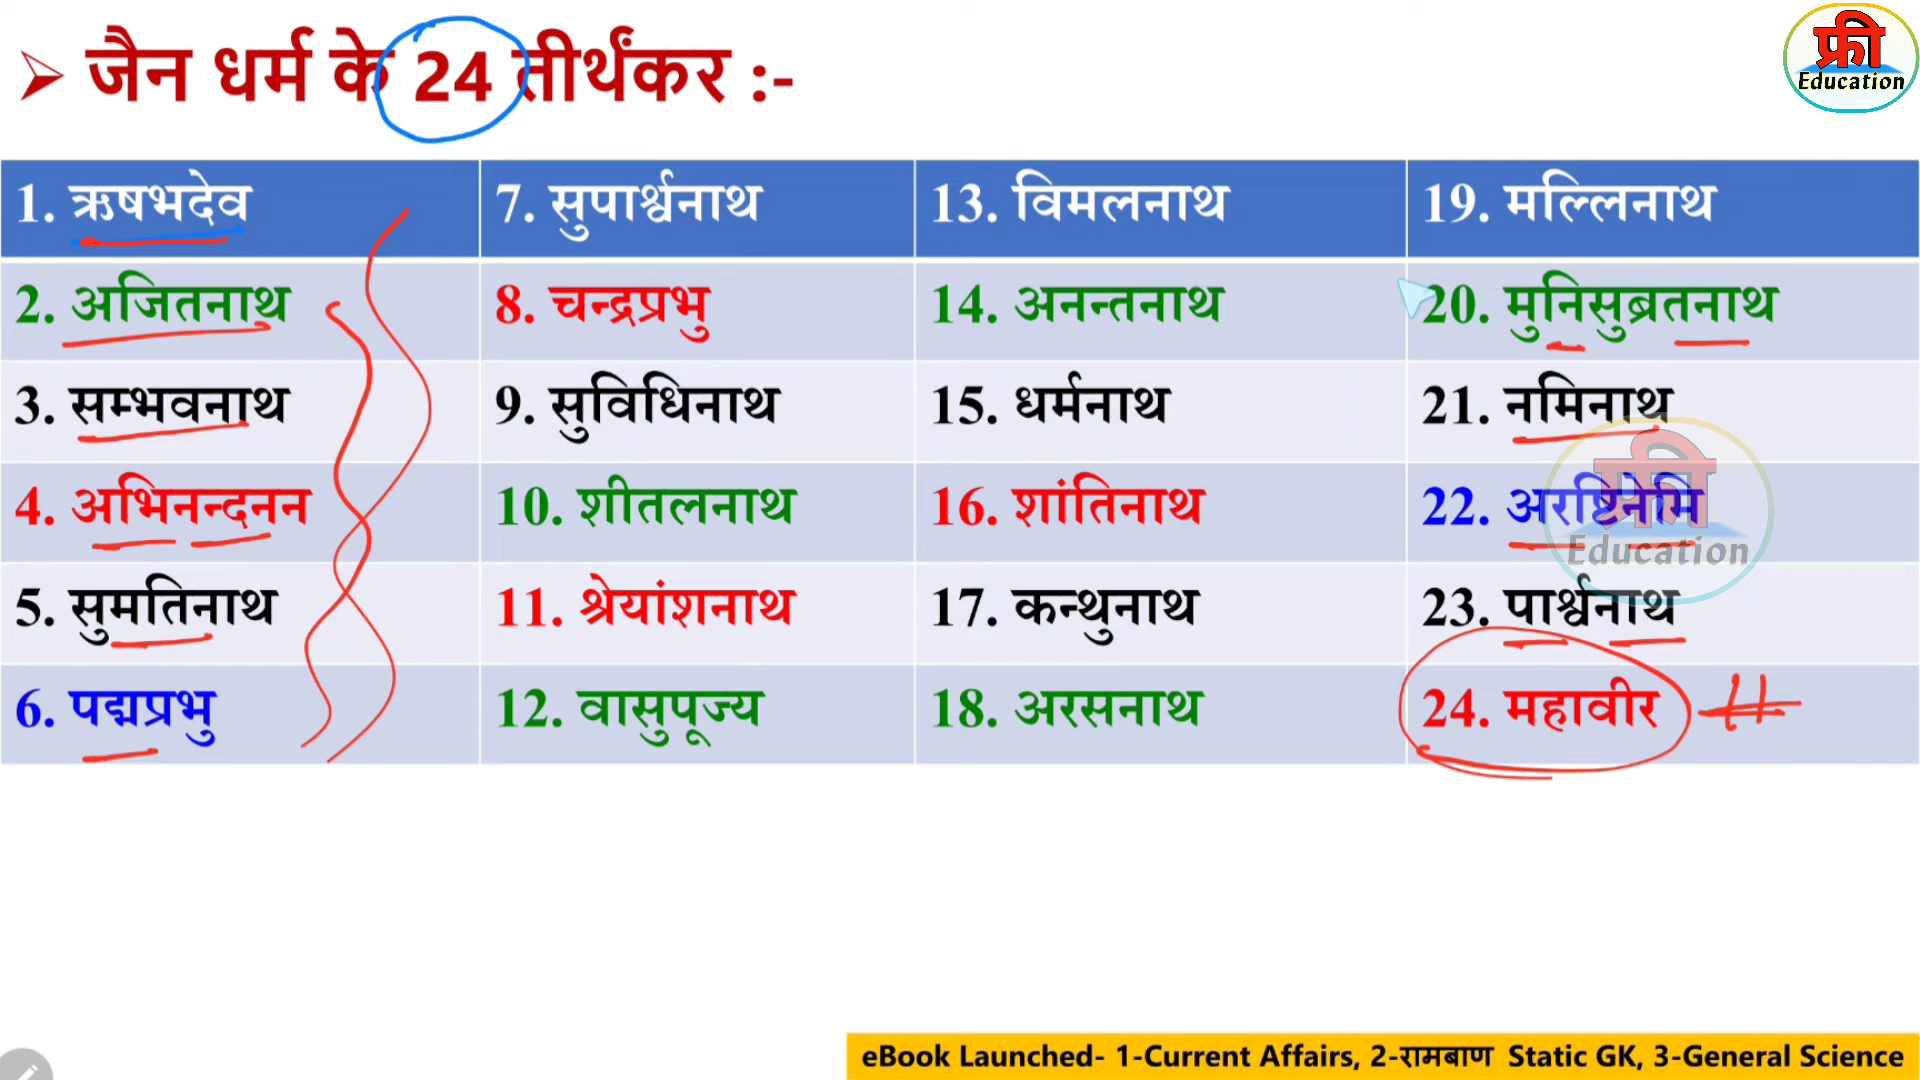 ➢ जैन धर्म के 24 तीर्थंकर :-
फ्री
Education
1. ऋषभदेव 7. सुपार्श्वनाथ 13. विमलनाथ 19. मल्लिनाथ
2. अजितनाथ 8. चन्द्रप्रभु 14. अनन्तनाथ 20. मुनिसुब्रतनाथ
3. सम्भवनाथ 9. सुविधिनाथ 15. धर्मनाथ 21. नमिनाथ
4. अभिनन्दनन 10. शीतलनाथ 16. शांतिनाथ 22. अरष्टिनेमि
5. सुमतिनाथ 11. श्रेयांशनाथ 17. कन्थुनाथ 23. पार्श्वनाथ
6. पद्मप्रभु 12. वासुपूज्य 18. अरसनाथ 24. महावीर
फ्री
Education
eBook Launched- 1-Current Affairs, 2-रामबाण Static GK, 3-General Science